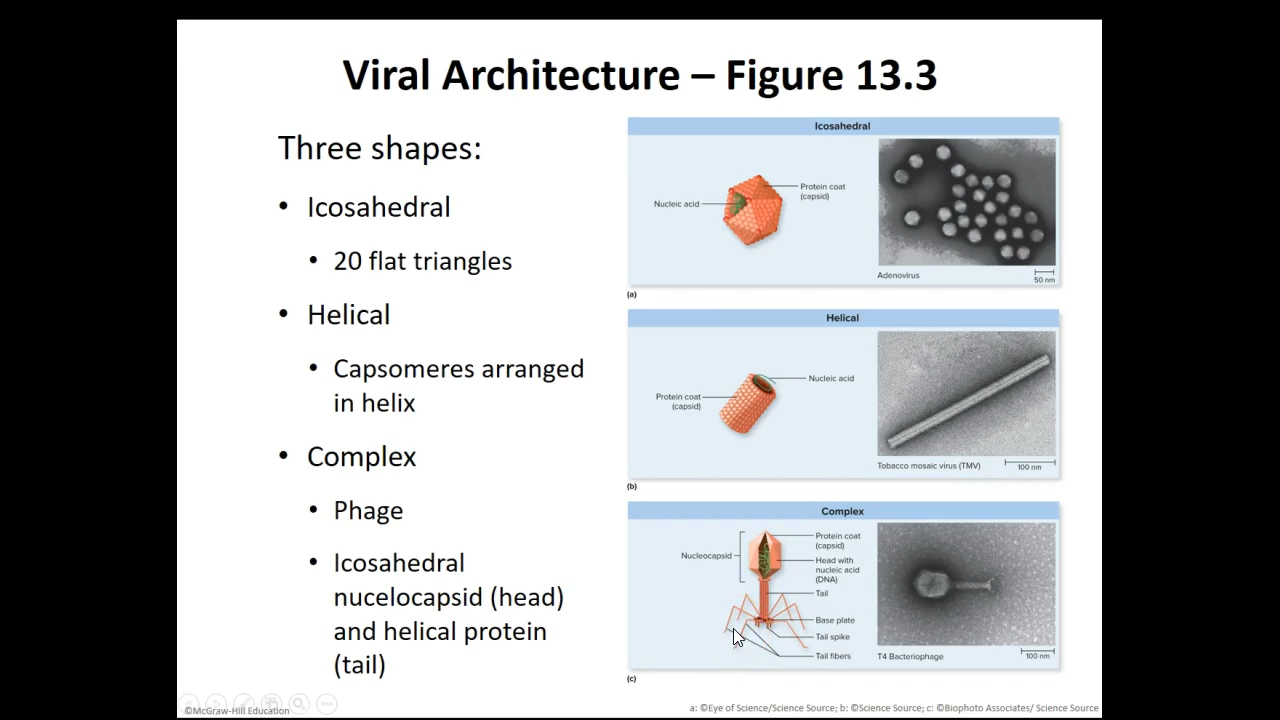 Viral Architecture – Figure 13.3
Three shapes:
• Icosahedral
• 20 flat triangles
• Helical
• Capsomeres arranged
in helix
• Complex
• Phage
• Icosahedral
nucelocapsid (head)
and helical protein
(tail)
Icosahedral
Nucleic acid
Protein coat
(capsid)
Adenovirus
50 nm
(a)
Helical
Protein coat
(capsid)
Nucleic acid
Tobacco mosaic virus (TMV)
100 nm
(b)
Complex
Nucleocapsid
Protein coat
(capsid)
Head with
nucleic acid
(DNA)
Tail
Base plate
Tail spike
Tail fibers
T4 Bacteriophage
100 nm
(c)
©McGraw-Hill Education
a: ©Eye of Science/Science Source; b: ©Science Source; c: ©Biophoto Associates/ Science Source